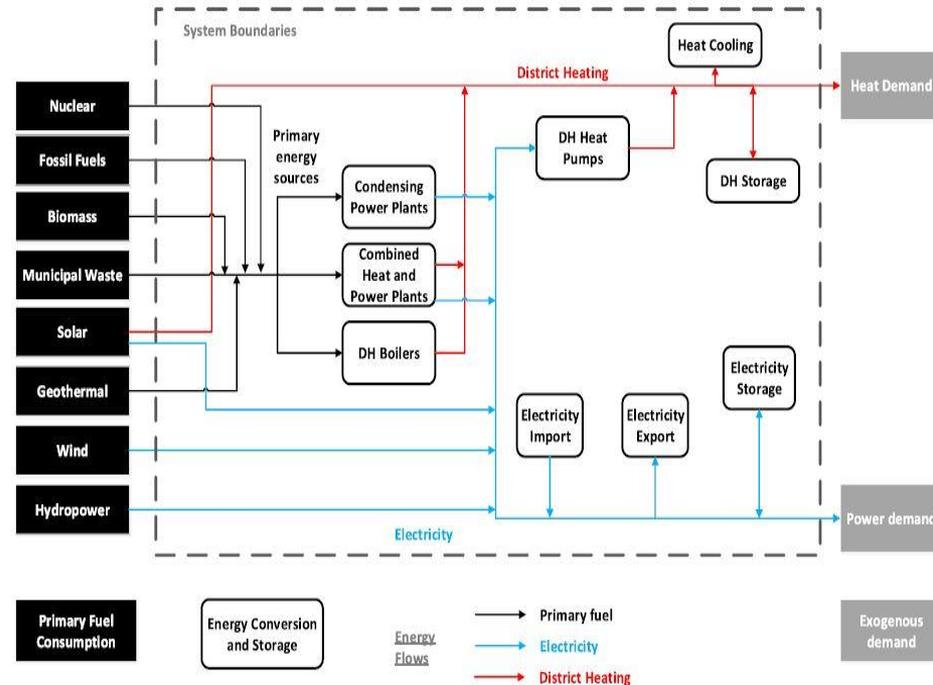 System Boundaries
Heat Cooling
District Heating
Heat Demand
Nuclear
Fossil Fuels
Biomass
Municipal Waste
Solar
Geothermal
Wind
Hydropower
Primary
energy
sources
Condensing
Power Plants
Combined
Heat and
Power Plants
DH Boilers
DH Heat
Pumps
DH Storage
Electricity
Import
Electricity
Export
Electricity
Storage
Electricity
Power demand
Primary Fuel
Consumption
Energy Conversion
and Storage
Energy
Flows
Primary fuel
Electricity
District Heating
Exogenous
demand